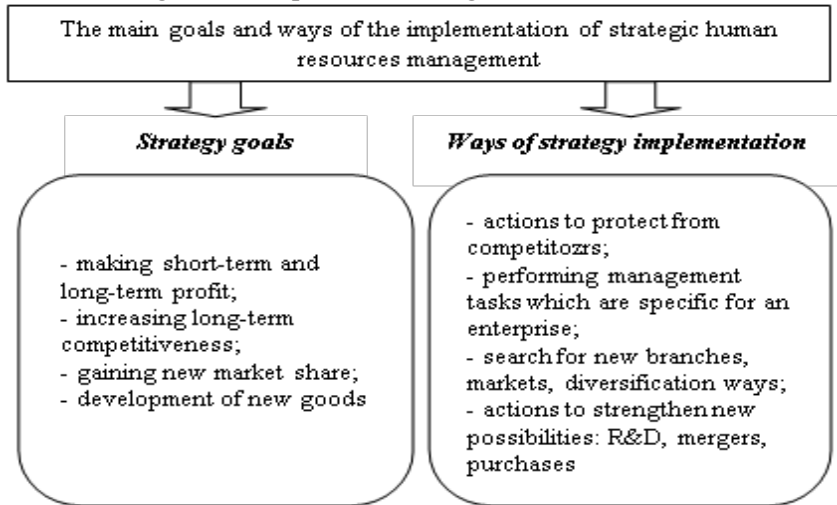 The main goals and ways of the implementation of strategic human
resources management
Strategy goals
Ways of strategy implementation
- making short-term and
long-term profit;
- increasing long-term
competitiveness;
- gaining new market share;
- development of new goods
- actions to protect from
competitozrs;
- performing management
tasks which are specific for an
enterprise;
- search for new branches,
markets, diversification ways;
- actions to strengthen new
possibilities: R&D, mergers,
purchases